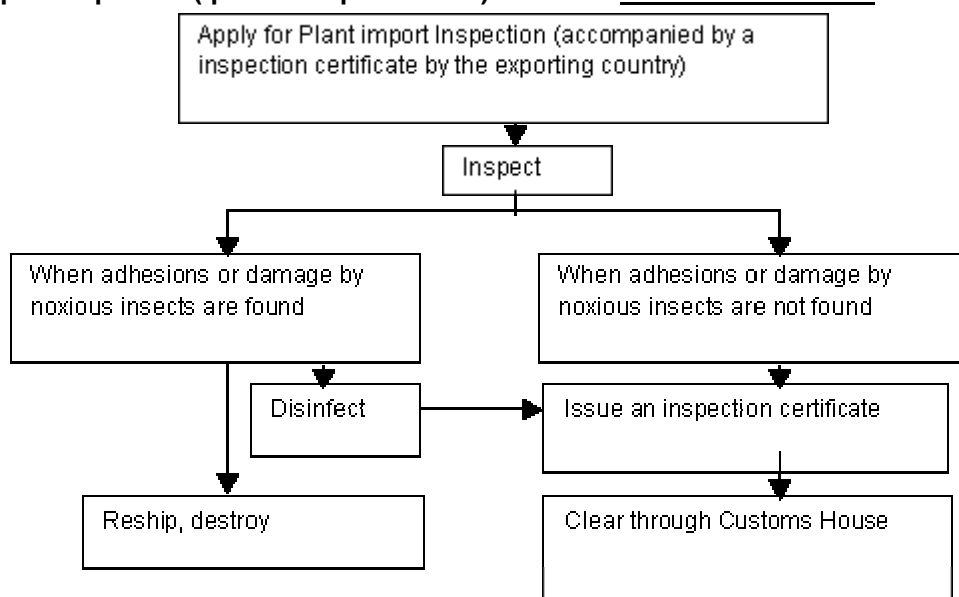 Apply for Plant import Inspection (accompanied by a
inspection certificate by the exporting country)
Inspect
When adhesions or damage by
noxious insects are found
When adhesions or damage by
noxious insects are not found
Disinfect
Issue an inspection certificate
Reship, destroy
Clear through Customs House